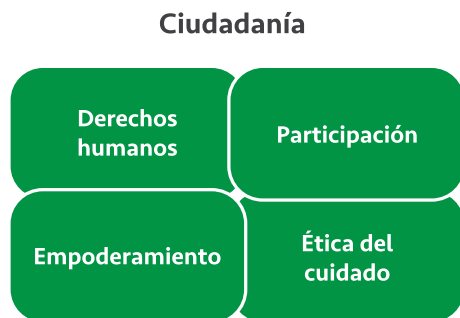 Ciudadanía
Derechos
humanos
Participación
Empoderamiento
Ética del
cuidado